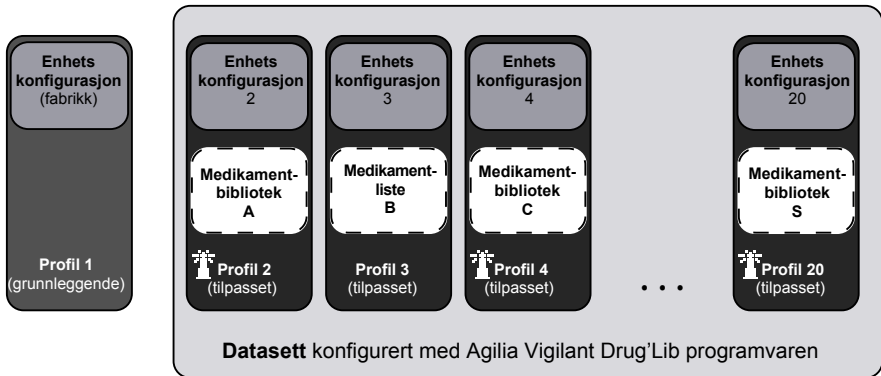 Enhets
konfigurasjon
(fabrikk)
Profil 1
(grunnleggende)
Enhets
konfigurasjon
2
Medikament-
bibliotek
A
Profil 2
(tilpasset)
Enhets
konfigurasjon
3
Medikament-
liste
B
Profil 3
(tilpasset)
Enhets
konfigurasjon
4
Medikament-
bibliotek
C
Profil 4
(tilpasset)
. . .
Enhets
konfigurasjon
20
Medikament-
bibliotek
S
Profil 20
(tilpasset)
Datasett konfigurert med Agilia Vigilant Drug’Lib programvaren